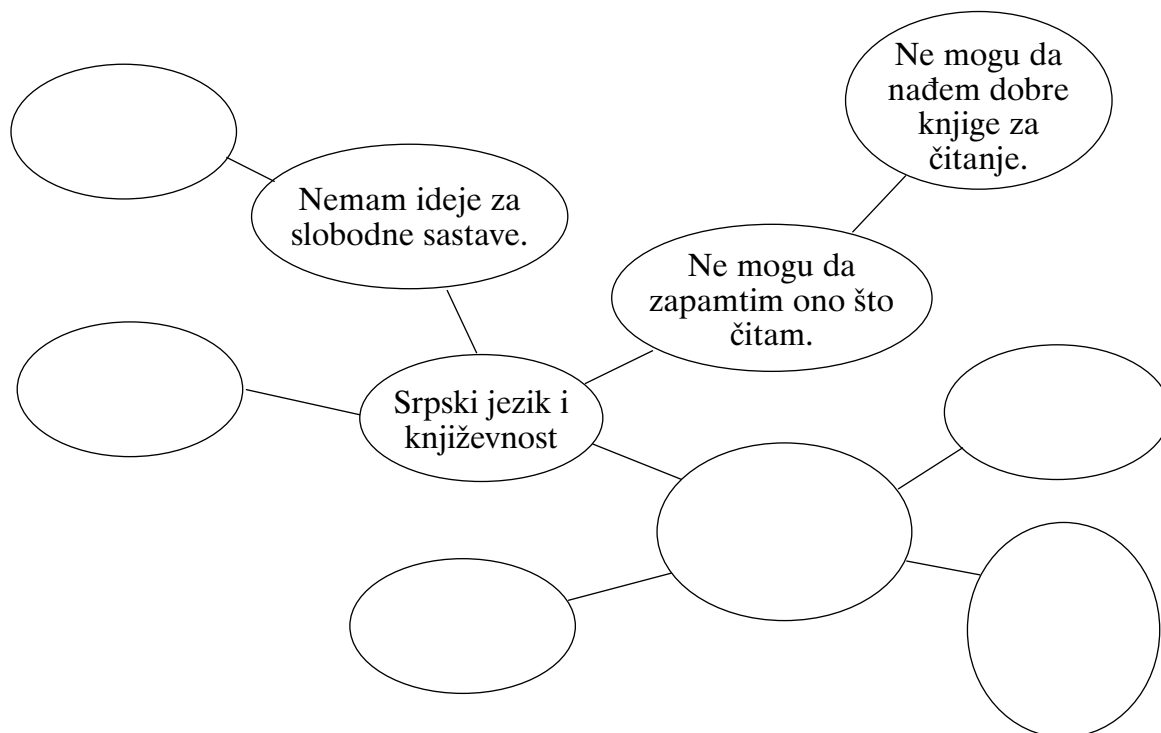 Ne mogu da
nađem dobre
knjige za
čitanje.
Nemam ideje za
slobodne sastave.
Ne mogu da
zapamtim ono što
čitam.
Srpski jezik i
književnost